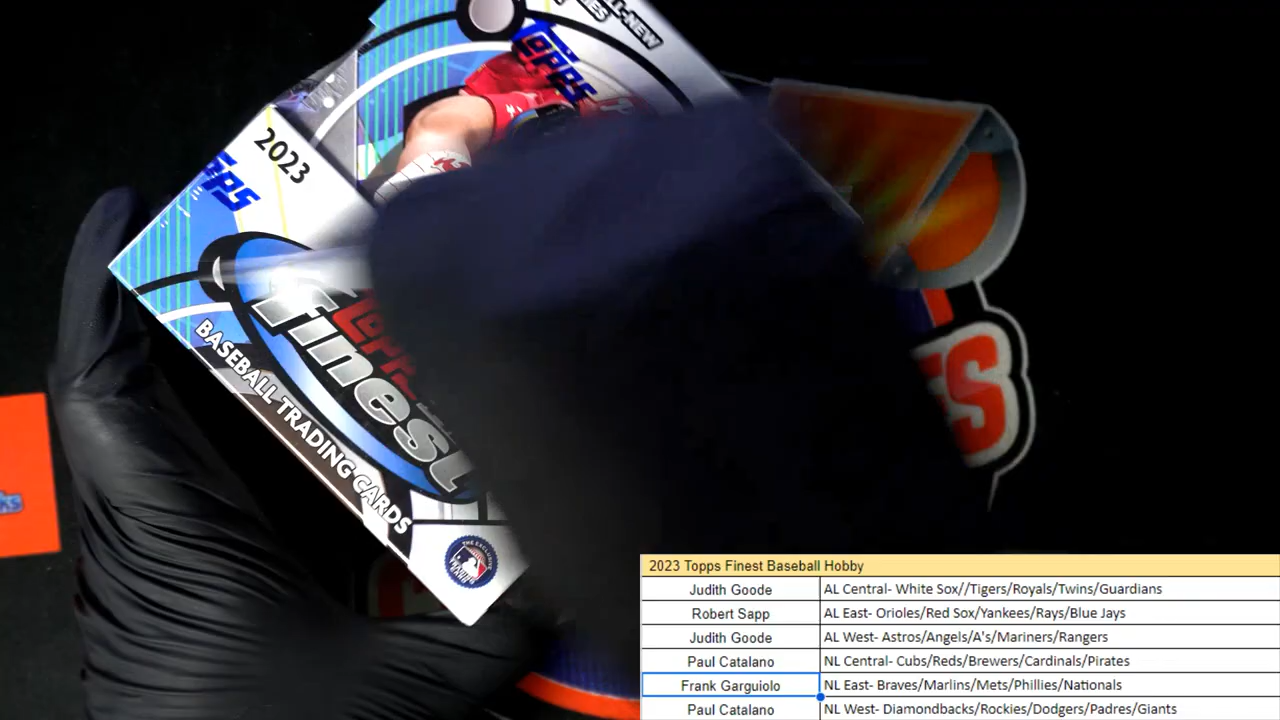 ALL-NEW
TOPPS
2023
TOPPS
finest
BASEBALL TRADING CARDS
2023 Topps Finest Baseball Hobby
Judith Goode AL Central- White Sox//Tigers/Royals/Twins/Guardians
Robert Sapp AL East- Orioles/Red Sox/Yankees/Rays/Blue Jays
Judith Goode AL West- Astros/Angels/A's/Mariners/Rangers
Paul Catalano NL Central- Cubs/Reds/Brewers/Cardinals/Pirates
Frank Garguiolo NL East- Braves/Marlins/Mets/Phillies/Nationals
Paul Catalano NL West- Diamondbacks/Rockies/Dodgers/Padres/Giants